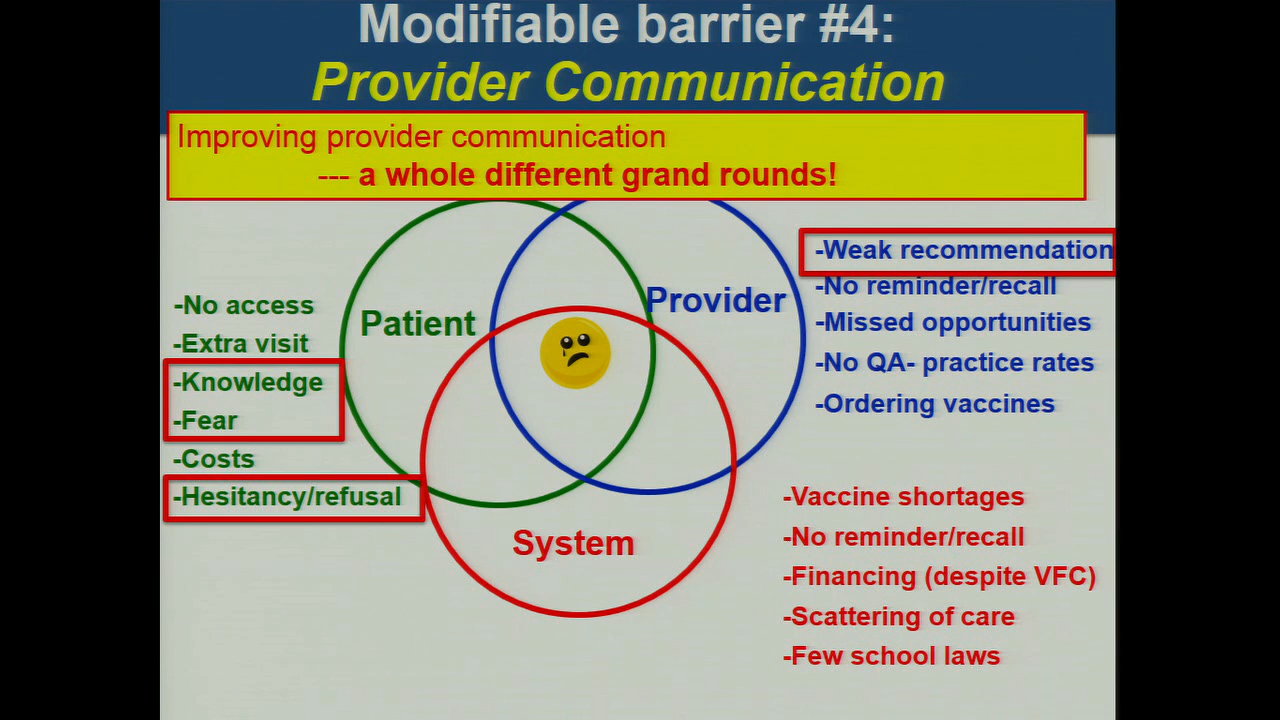 Modifiable barrier #4:
Provider Communication
Improving provider communication
--- a whole different grand rounds!
Patient
Provider
System
-No access
-Extra visit
-Knowledge
-Fear
-Costs
-Hesitancy/refusal
-Weak recommendation
-No reminder/recall
-Missed opportunities
-No QA- practice rates
-Ordering vaccines
-Vaccine shortages
-No reminder/recall
-Financing (despite VFC)
-Scattering of care
-Few school laws